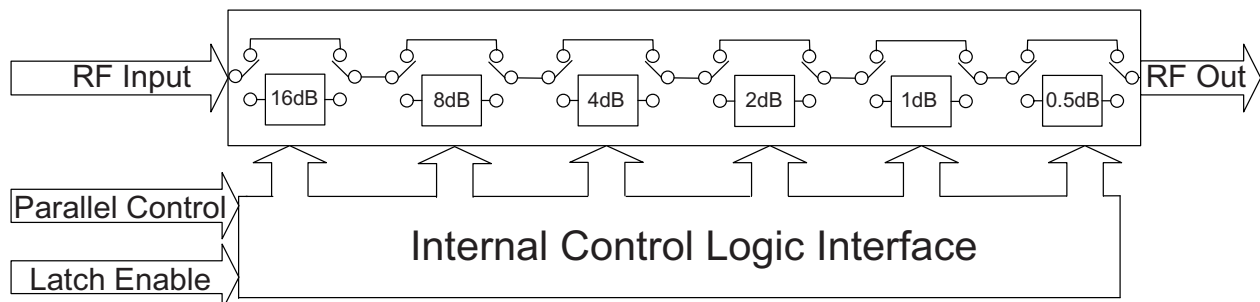 RF Input
16dB
8dB
4dB
2dB
1dB
0.5dB
RF Out
Parallel Control
Internal Control Logic Interface
Latch Enable